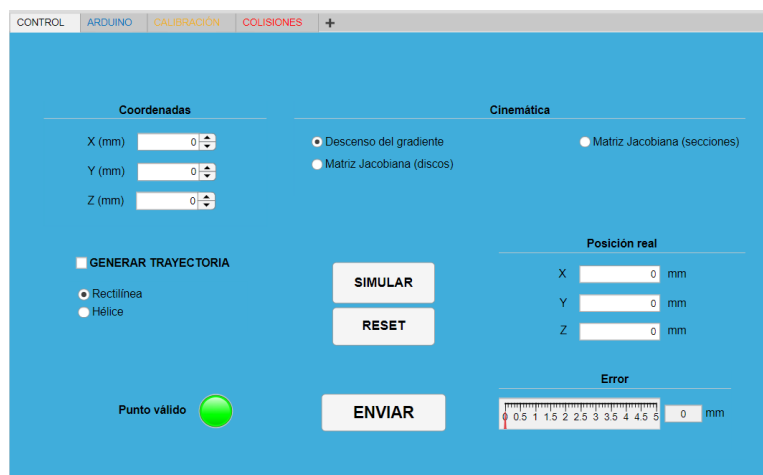 CONTROL ARDUINO CALIBRACIÓN COLISIONES +
Coordenadas
X (mm) 0
Y (mm) 0
Z (mm) 0
Cinemática
Descenso del gradiente
Matriz Jacobiana (secciones)
Matriz Jacobiana (discos)
GENERAR TRAYECTORIA
Rectilínea
Hélice
SIMULAR
RESET
Posición real
X 0 mm
Y 0 mm
Z 0 mm
Punto válido
ENVIAR
Error
0 0.5 1 1.5 2 2.5 3 3.5 4 4.5 5
0 mm